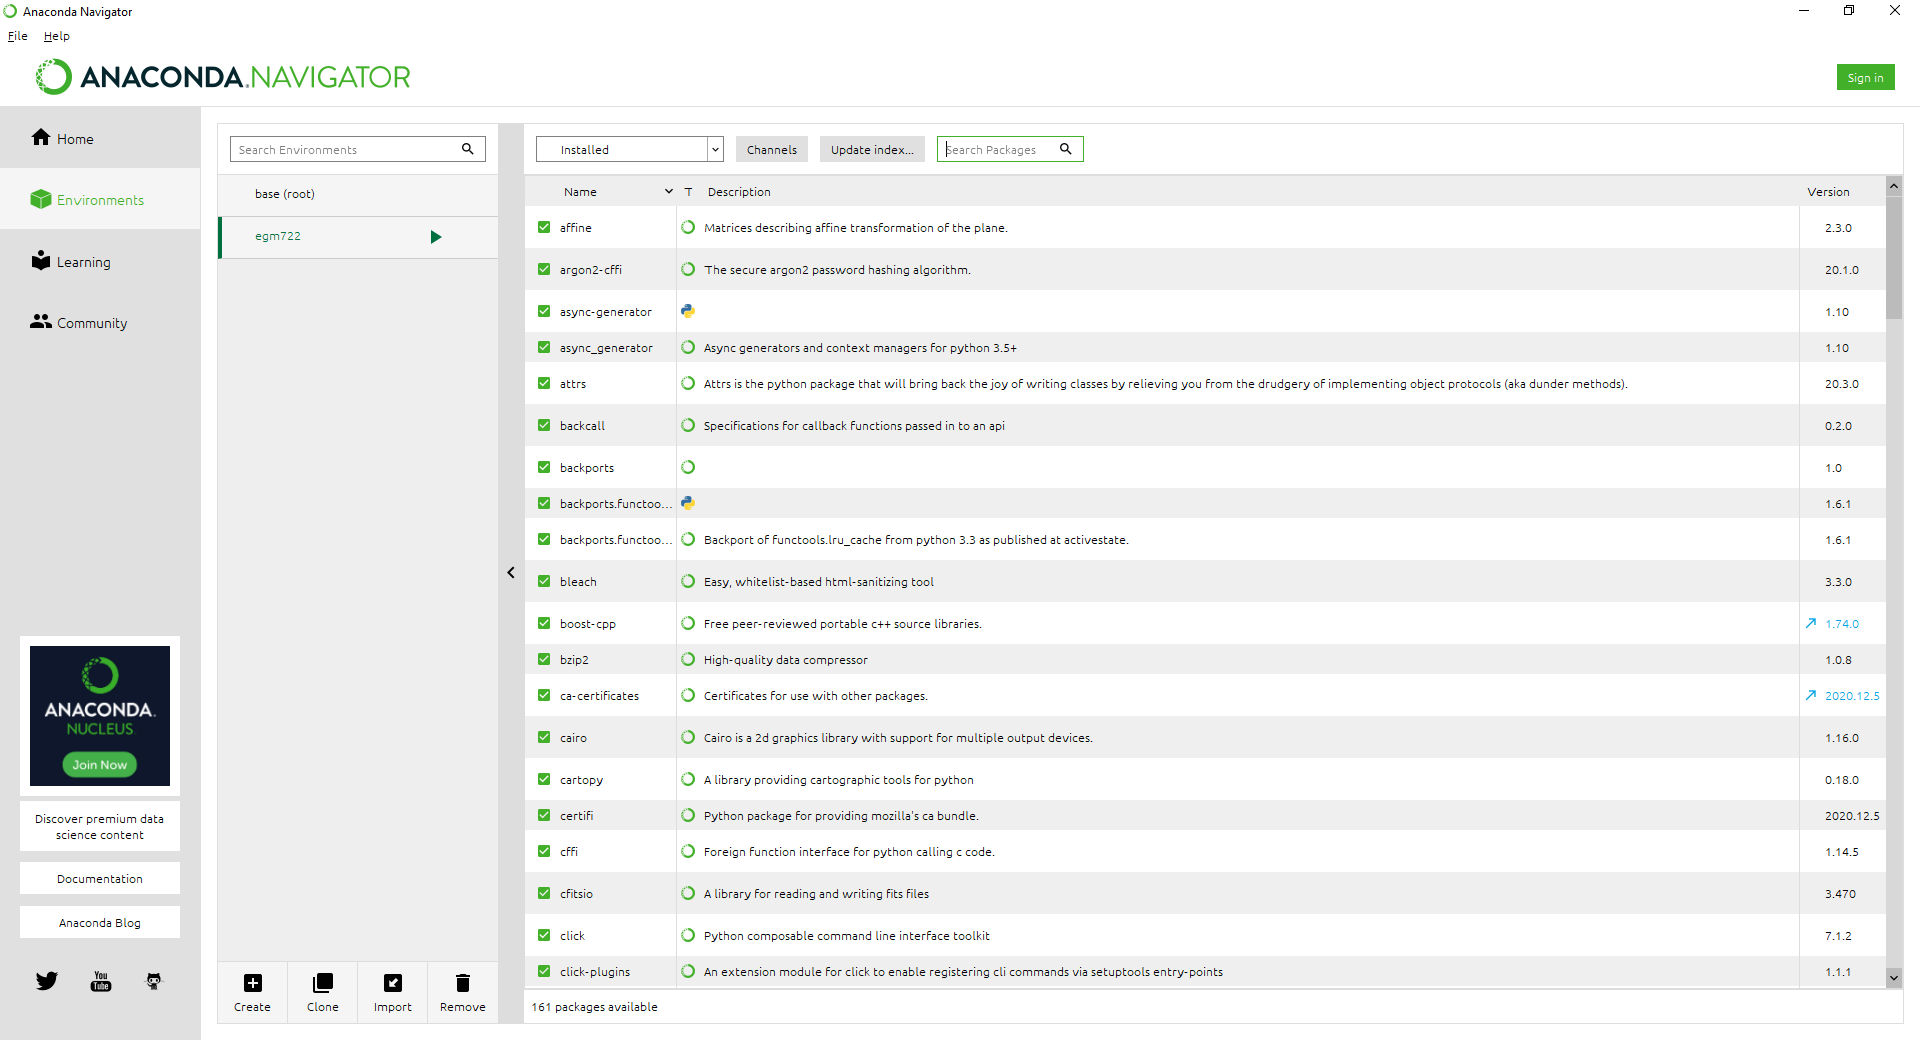 Anaconda Navigator
File Help
ANACONDA.NAVIGATOR
Sign in
Home
Environments
Learning
Community
ANACONDA.
NUCLEUS
Join Now
Discover premium data
science content
Documentation
Anaconda Blog
You
Tube
Search Environments
base (root)
egm722
Create Clone Import Remove
Installed Channels Update index... Search Packages
Name T Description Version
affine Matrices describing affine transformation of the plane. 2.3.0
argon2-cffi The secure argon2 password hashing algorithm. 20.1.0
async-generator 1.10
async_generator Async generators and context managers for python 3.5+ 1.10
attrs Attrs is the python package that will bring back the joy of writing classes by relieving you from the drudgery of implementing object protocols (aka dunder methods). 20.3.0
backcall Specifications for callback functions passed in to an api 0.2.0
backports 1.0
backports.functoo... 1.6.1
backports.functoo... Backport of functools.lru_cache from python 3.3 as published at activestate. 1.6.1
bleach Easy, whitelist-based html-sanitizing tool 3.3.0
boost-cpp Free peer-reviewed portable c++ source libraries. 1.74.0
bzip2 High-quality data compressor 1.0.8
ca-certificates Certificates for use with other packages. 2020.12.5
cairo Cairo is a 2d graphics library with support for multiple output devices. 1.16.0
cartopy A library providing cartographic tools for python 0.18.0
certifi Python package for providing mozilla's ca bundle. 2020.12.5
cffi Foreign function interface for python calling c code. 1.14.5
cfitsio A library for reading and writing fits files 3.470
click Python composable command line interface toolkit 7.1.2
click-plugins An extension module for click to enable registering cli commands via setuptools entry-points 1.1.1
161 packages available